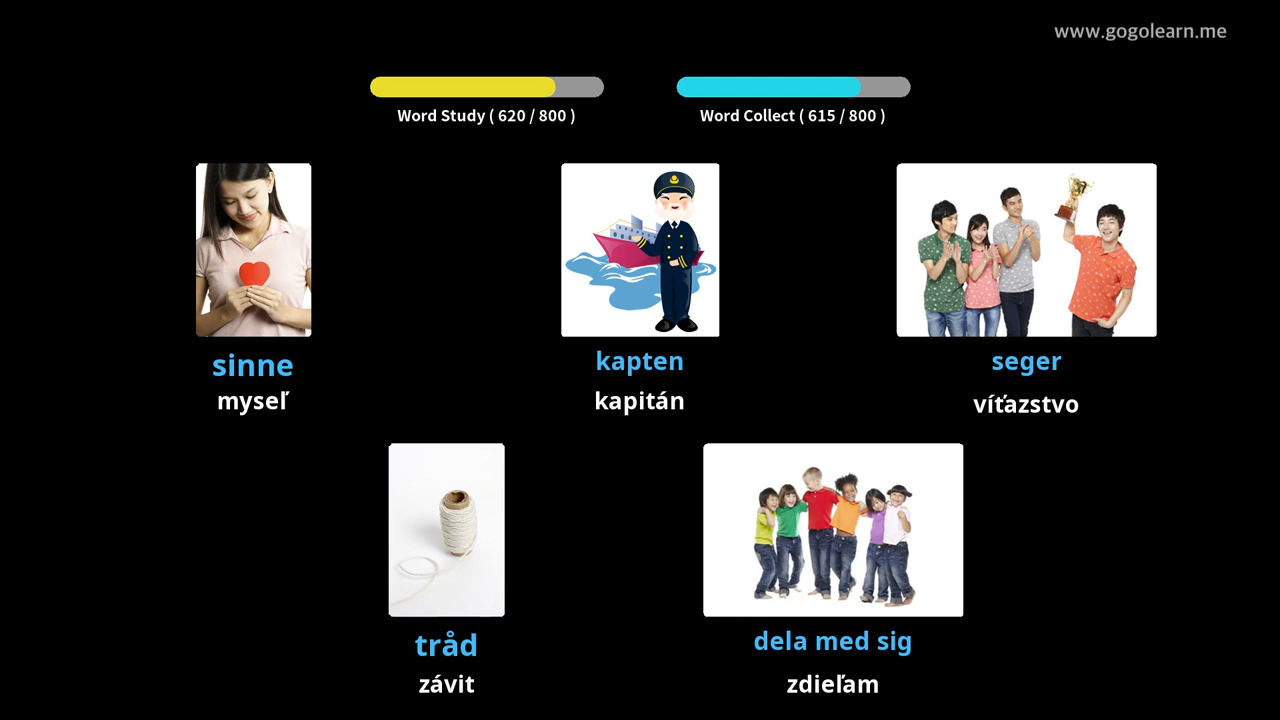 www.gogolearn.me
Word Study ( 620 / 800 )
Word Collect ( 615 / 800 )
sinne
myseľ
kapten
kapitán
seger
víťazstvo
tråd
závit
dela med sig
zdieľam